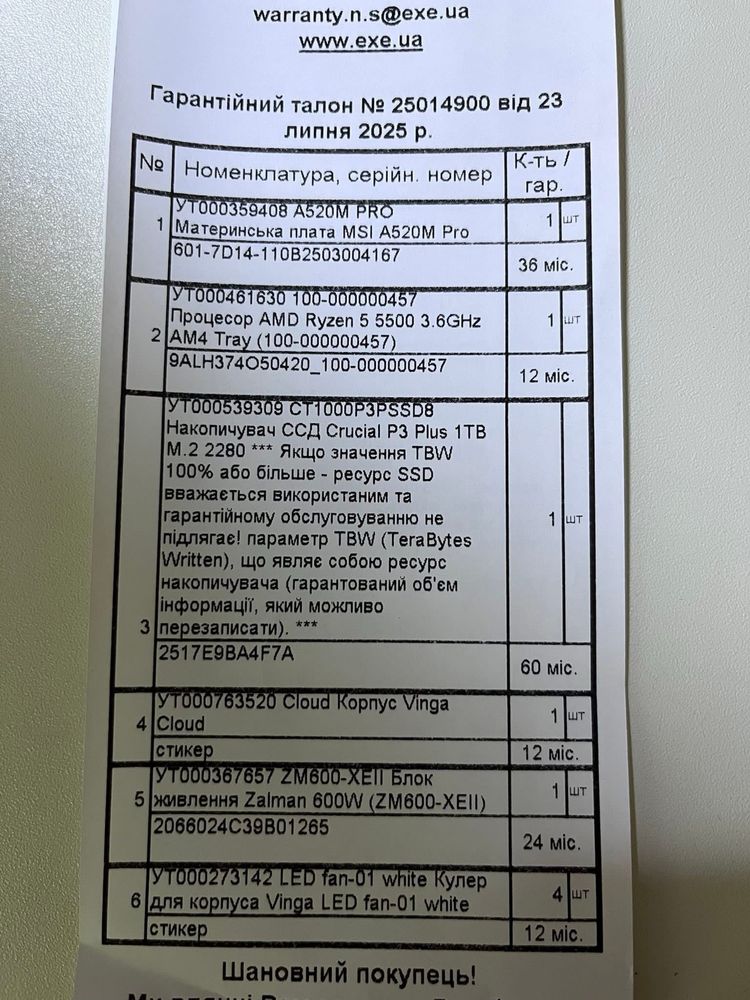 warranty.n.s@exe.ua
www.exe.ua
Гарантійний талон № 25014900 від 23
липня 2025 р.
№ Номенклатура, серійн. номер К-ть /
гар.
1 УТ000359408 A520M PRO
Материнська плата MSI A520M Pro 1 шт
601-7D14-110B2503004167
36 міс.
УТ000461630 100-000000457
Процесор AMD Ryzen 5 5500 3.6GHz 1 шт
2 AM4 Tray (100-000000457)
9ALH374O50420_100-000000457
12 міс.
УТ000539309 CT1000P3PSSD8
Накопичувач ССД Crucial P3 Plus 1TB
M.2 2280 *** Якщо значення TBW
100% або більше - ресурс SSD
вважається використаним та
гарантійному обслуговуванню не 1 шт
підлягає! параметр TBW (TeraBytes
Written), що являє собою ресурс
накопичувача (гарантований об'єм
інформації, який можливо
3 перезаписати). ***
2517E9BA4F7A
60 міс.
УТ000763520 Cloud Корпус Vinga
4 Cloud 1 шт
стикер 12 міс.
УТ000367657 ZM600-XEII Блок
5 живлення Zalman 600W (ZM600-XEII) 1 шт
2066024C39B01265
24 міс.
УТ000273142 LED fan-01 white Кулер
6 для корпуса Vinga LED fan-01 white 4 шт
стикер 12 міс.
Шановний покупець!